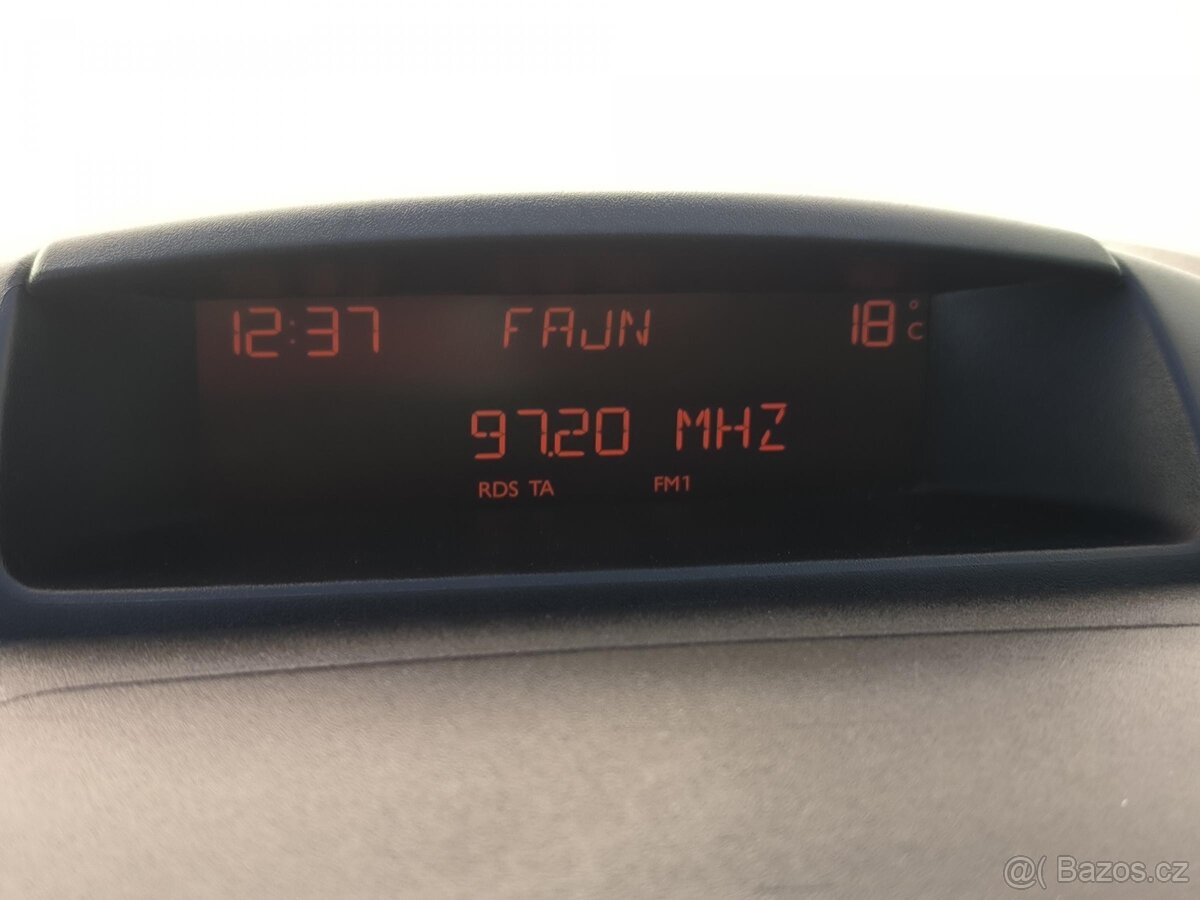 12:37 FAJN 18°C
97.20 MHZ
RDS TA FM1
@( Bazos.cz